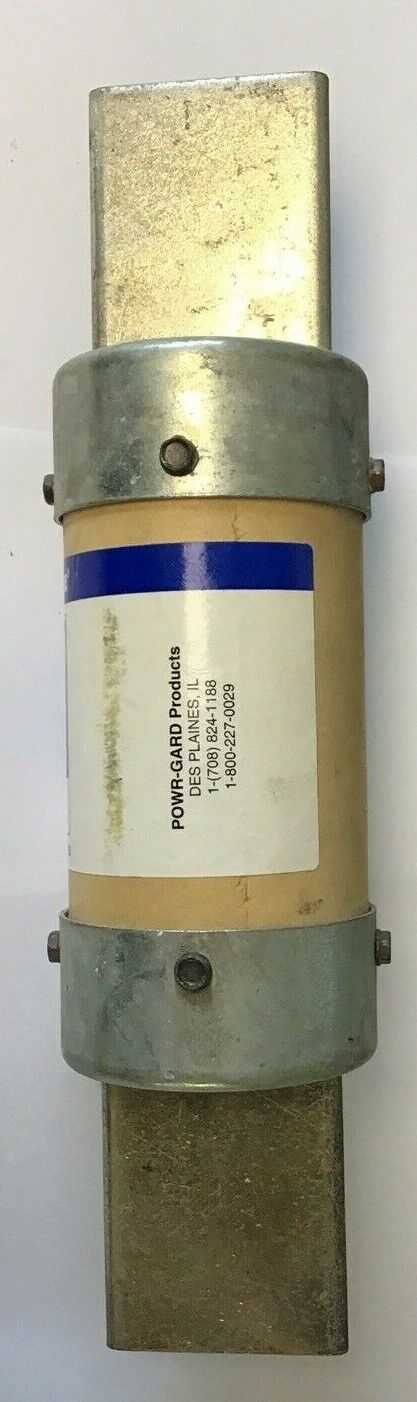 POWR-GARD Products
DES PLAINES, IL
1-(708) 824-1188
1-800-227-0029